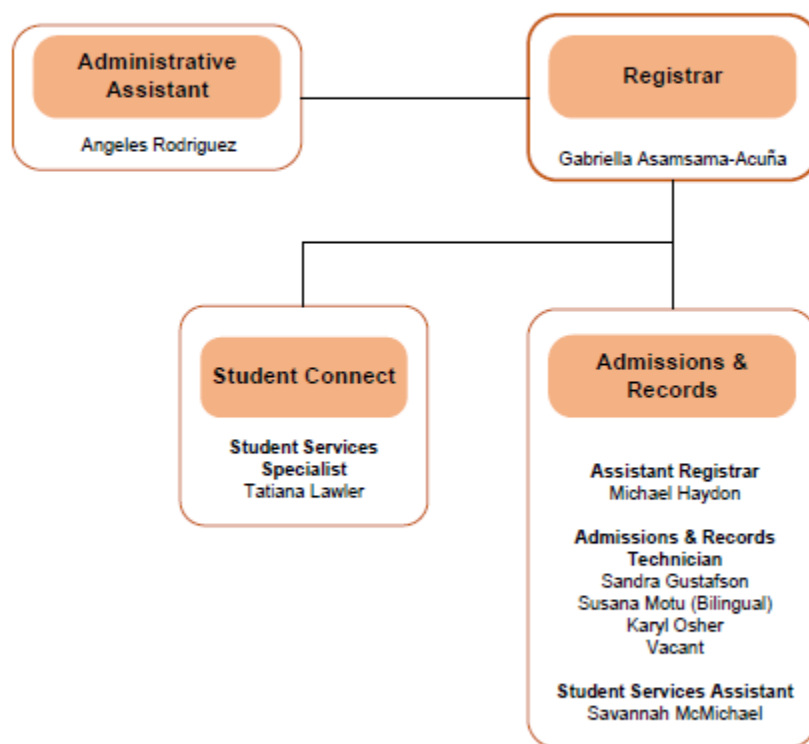 Administrative
Assistant
Angeles Rodriguez
Registrar
Gabriella Asamsama-Acuña
Student Connect
Student Services
Specialist
Tatiana Lawler
Admissions &
Records
Assistant Registrar
Michael Haydon
Admissions & Records
Technician
Sandra Gustafson
Susana Motu (Bilingual)
Karyl Osher
Vacant
Student Services Assistant
Savannah McMichael